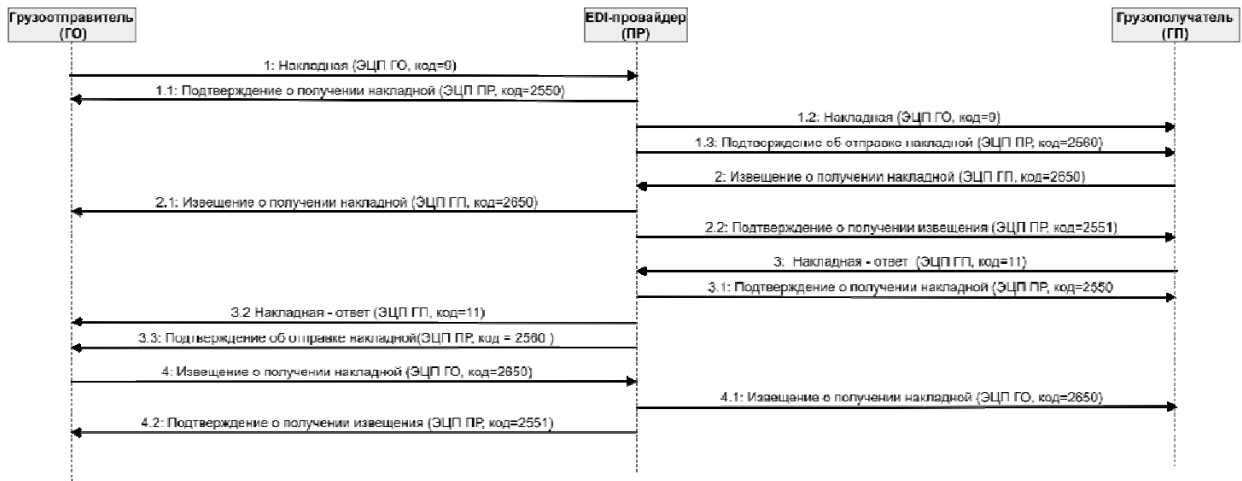 Грузоотправитель
(ГО)
EDI-провайдер
(ПР)
Грузополучатель
(ГП)
1: Накладная (ЭЦП ГО, код=9)
1.1: Подтверждение о получении накладной (ЭЦП ПР, код=2550)
1.2: Накладная (ЭЦП ГО, код=9)
1.3: Подтверждение об отправке накладной (ЭЦП ПР, код=2560)
2: Извещение о получении накладной (ЭЦП ГП, код=2650)
2.1: Извещение о получении накладной (ЭЦП ГП, код=2650)
2.2: Подтверждение о получении извещения (ЭЦП ПР, код=2551)
3: Накладная - ответ (ЭЦП ГП, код=11)
3.1: Подтверждение о получении накладной (ЭЦП ПР, код=2550
3.2 Накладная - ответ (ЭЦП ГП, код=11)
3.3: Подтверждение об отправке накладной(ЭЦП ПР, код = 2560 )
4: Извещение о получении накладной (ЭЦП ГО, код=2650)
4.1: Извещение о получении накладной (ЭЦП ГО, код=2650)
4.2: Подтверждение о получении извещения (ЭЦП ПР, код=2551)